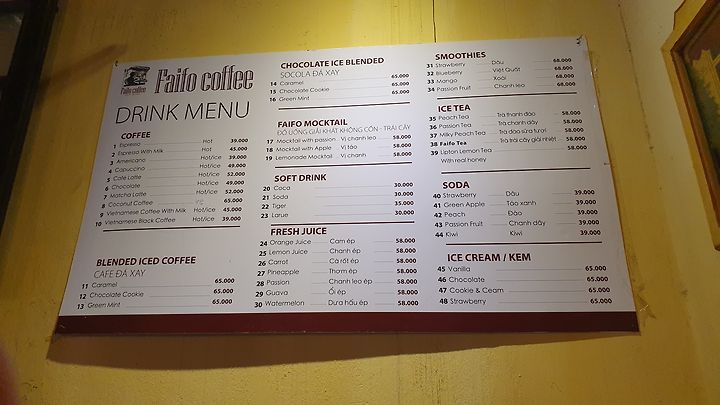 Faifo coffee
Faifo coffee
DRINK MENU
COFFEE
1 Espresso Hot 39.000
2 Espresso With Milk Hot 45.000
3 Americano Hot/ice 39.000
4 Capuccino Hot/ice 49.000
5 Cafe Latte Hot/ice 52.000
6 Chocolate Hot/ice 49.000
7 Matcha Latte Hot/ice 52.000
8 Coconut Coffee 65.000
9 Vietnamese Coffee With Milk Hot/ice 45.000
10 Vietnamese Black Coffee Hot/ice 39.000
BLENDED ICED COFFEE
CAFE ĐÁ XAY
11 Caramel 65.000
12 Chocolate Cookie 65.000
13 Green Mint 65.000
CHOCOLATE ICE BLENDED
SOCOLA ĐÁ XAY
14 Caramel 65.000
15 Chocolate Cookie 65.000
16 Green Mint 65.000
FAIFO MOCKTAIL
ĐỒ UỐNG GIẢI KHÁT KHÔNG CỒN - TRÁI CÂY
17 Mocktail with passion Vị chanh leo 58.000
18 Mocktail with Apple Vị táo 58.000
19 Lemonade Mocktail Vị chanh 58.000
SOFT DRINK
20 Coca 30.000
21 Soda 30.000
22 Tiger 35.000
23 Larue 30.000
FRESH JUICE
24 Orange Juice Cam ép 58.000
25 Lemon Juice Chanh ép 58.000
26 Carrot Cà rốt ép 58.000
27 Pineapple Thơm ép 58.000
28 Passion Chanh leo ép 58.000
29 Guava Ổi ép 58.000
30 Watermelon Dưa hấu ép 58.000
SMOOTHIES
31 Strawberry Dâu 68.000
32 Blueberry Việt Quất 68.000
33 Mango Xoài 68.000
34 Passion Fruit Chanh leo 68.000
ICE TEA
35 Peach Tea Trà thanh đào 58.000
36 Passion Tea Trà chanh dây 58.000
37 Milky Peach Tea Trà đào sữa tươi 58.000
38 Faifo Tea Trà trái cây giải nhiệt 58.000
39 Lipton Lemon Tea 58.000
With real honey
SODA
40 Strawberry Dâu 39.000
41 Green Apple Táo xanh 39.000
42 Peach Đào 39.000
43 Passion Fruit Chanh dây 39.000
44 Kiwi Kiwi 39.000
ICE CREAM / KEM
45 Vanilla 65.000
46 Chocolate 65.000
47 Cookie & Cream 65.000
48 Strawberry 65.000